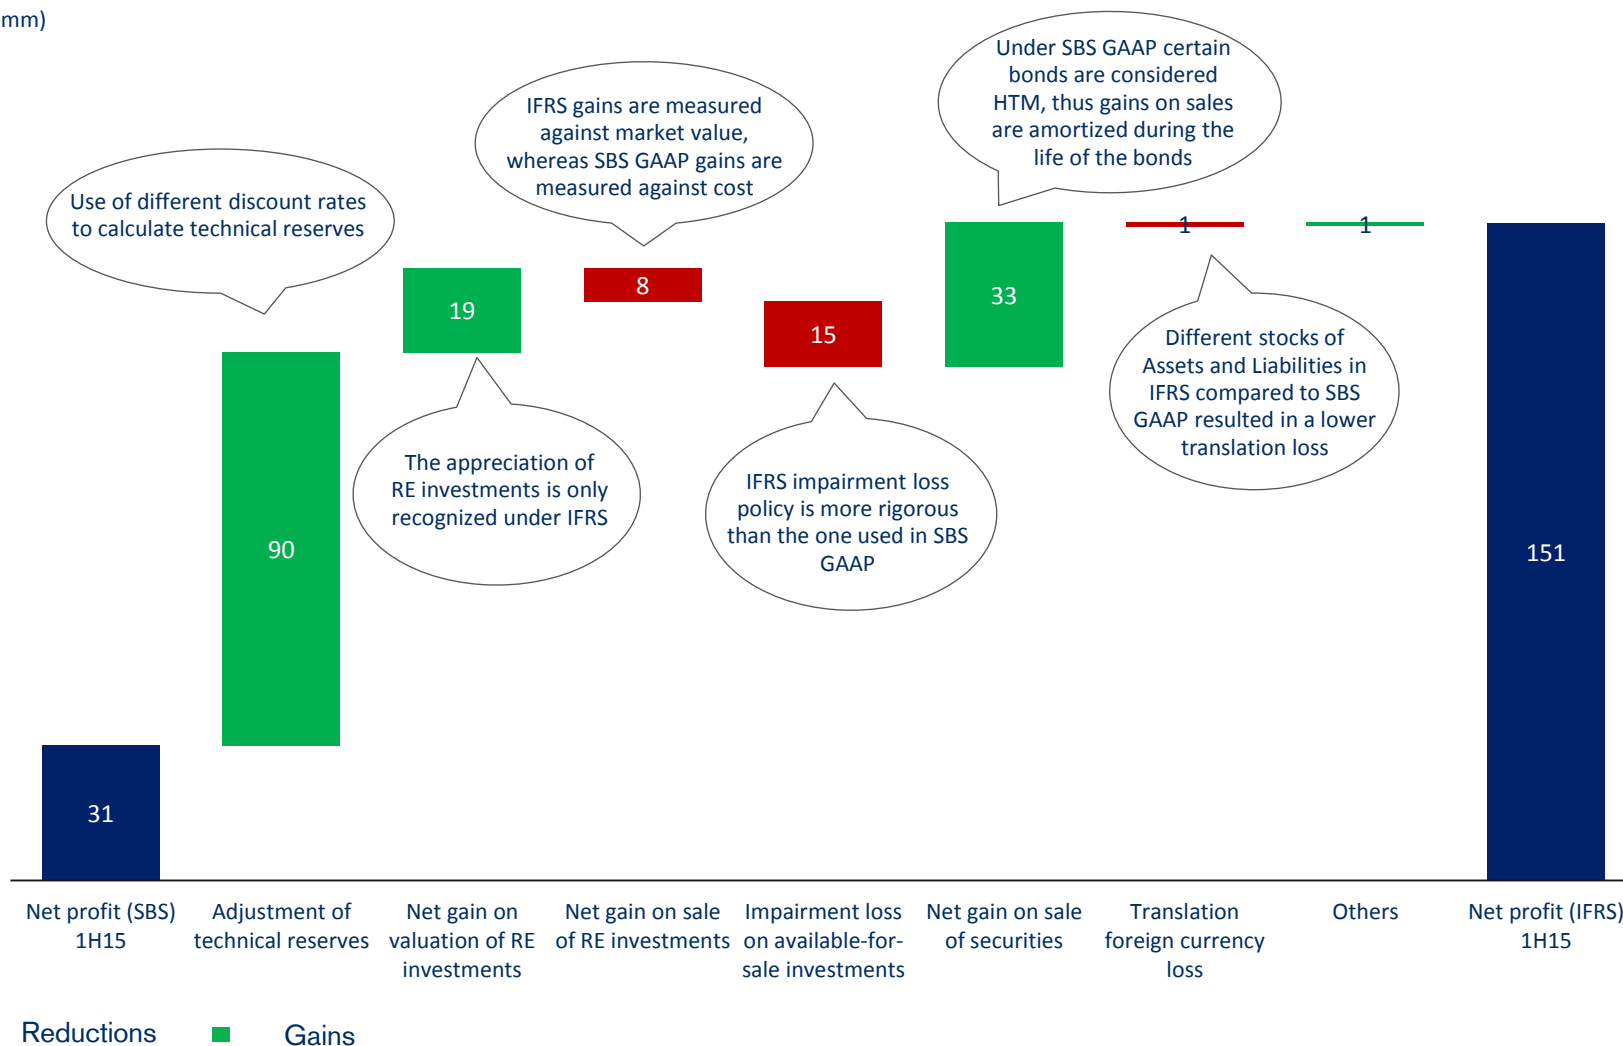 mm)
Under SBS GAAP certain
bonds are considered
HTM, thus gains on sales
are amortized during the
life of the bonds
IFRS gains are measured
against market value,
whereas SBS GAAP gains are
measured against cost
Use of different discount rates
to calculate technical reserves
1
1
19
8
33
15
Different stocks of
Assets and Liabilities in
IFRS compared to SBS
GAAP resulted in a lower
translation loss
The appreciation of
RE investments is only
recognized under IFRS
IFRS impairment loss
policy is more rigorous
than the one used in SBS
GAAP
90
151
31
Net profit (SBS)
1H15
Adjustment of
technical reserves
Net gain on
valuation of RE
investments
Net gain on sale
of RE investments
Impairment loss
on available-for-
sale investments
Net gain on sale
of securities
Translation
foreign currency
loss
Others
Net profit (IFRS)
1H15
Reductions
Gains